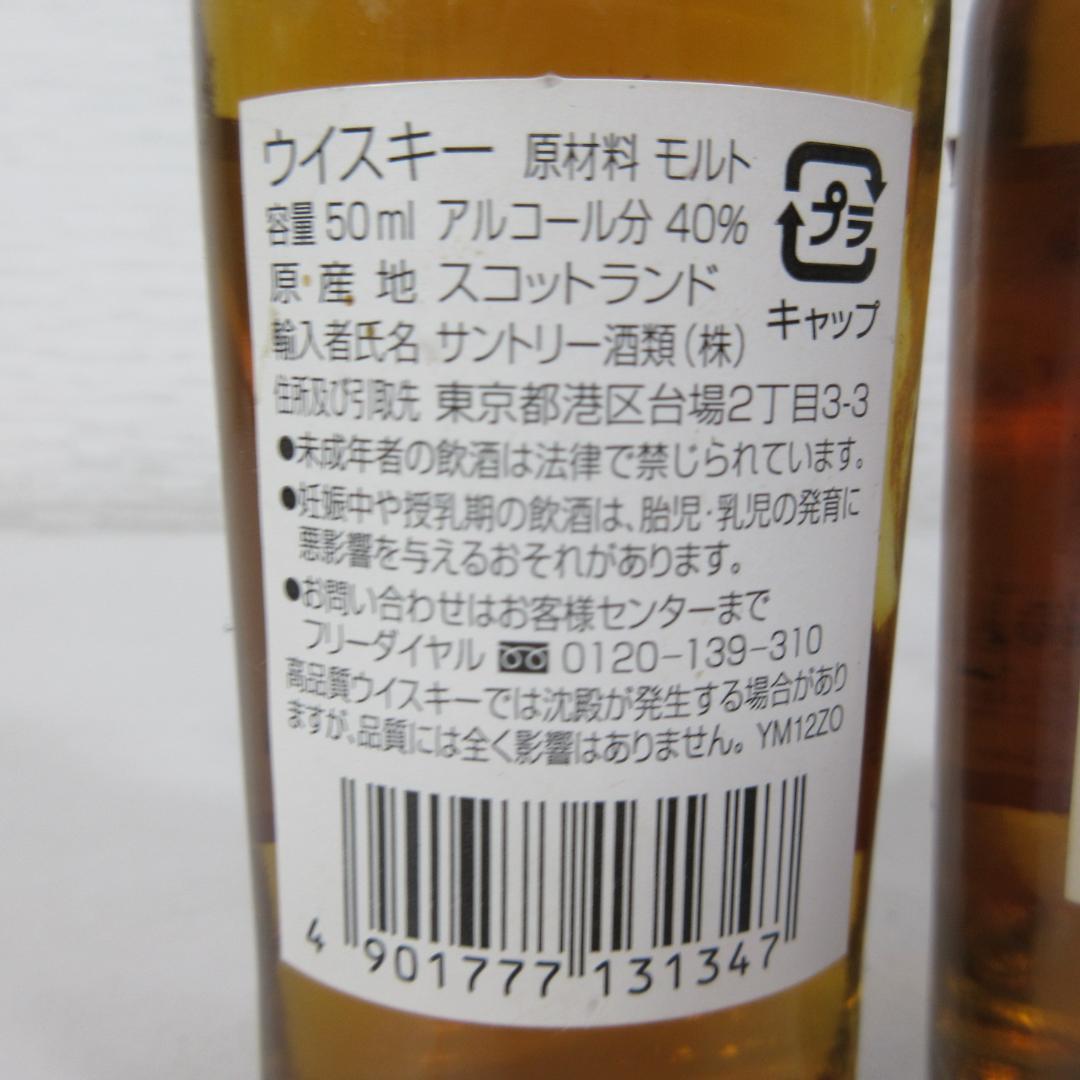 ウイスキー 原材料 モルト
容量 50ml アルコール分 40%
原・産 地 スコットランド
輸入者氏名 サントリー酒類(株)
住所及び引取先 東京都港区台場2丁目3-3
プラ
キャップ
●未成年者の飲酒は法律で禁じられています。
●妊娠中や授乳期の飲酒は、胎児・乳児の発育に
悪影響を与えるおそれがあります。
●お問い合わせはお客様センターまで
フリーダイヤル 0120-139-310
高品質ウイスキーでは沈殿が発生する場合があり
ますが、品質には全く影響はありません。YM12ZO
4 901777 131347